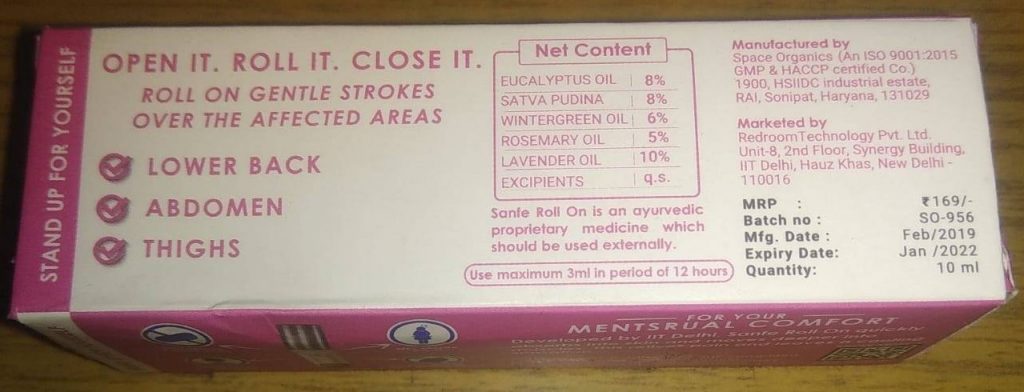 STAND UP FOR YOURSELF
OPEN IT. ROLL IT. CLOSE IT.
ROLL ON GENTLE STROKES
OVER THE AFFECTED AREAS
LOWER BACK
ABDOMEN
THIGHS
Net Content
EUCALYPTUS OIL 8%
SATVA PUDINA 8%
WINTERGREEN OIL 6%
ROSEMARY OIL 5%
LAVENDER OIL 10%
EXCIPIENTS q.s.
Sanfe Roll On is an ayurvedic
proprietary medicine which
should be used externally.
Use maximum 3ml in period of 12 hours
Manufactured by
Space Organics (An ISO 9001:2015
GMP & HACCP certified Co.)
1900, HSIIDC industrial estate,
RAI, Sonipat, Haryana, 131029
Marketed by
RedroomTechnology Pvt. Ltd.
Unit-8, 2nd Floor, Synergy Building,
IIT Delhi, Hauz Khas, New Delhi -
110016
MRP : ₹169/-
Batch no : SO-956
Mfg. Date : Feb/2019
Expiry Date: Jan /2022
Quantity: 10 ml
FOR YOUR
MENTSRUAL COMFORT
Developed by IIT Delhi, Sanfe Roll On quickly